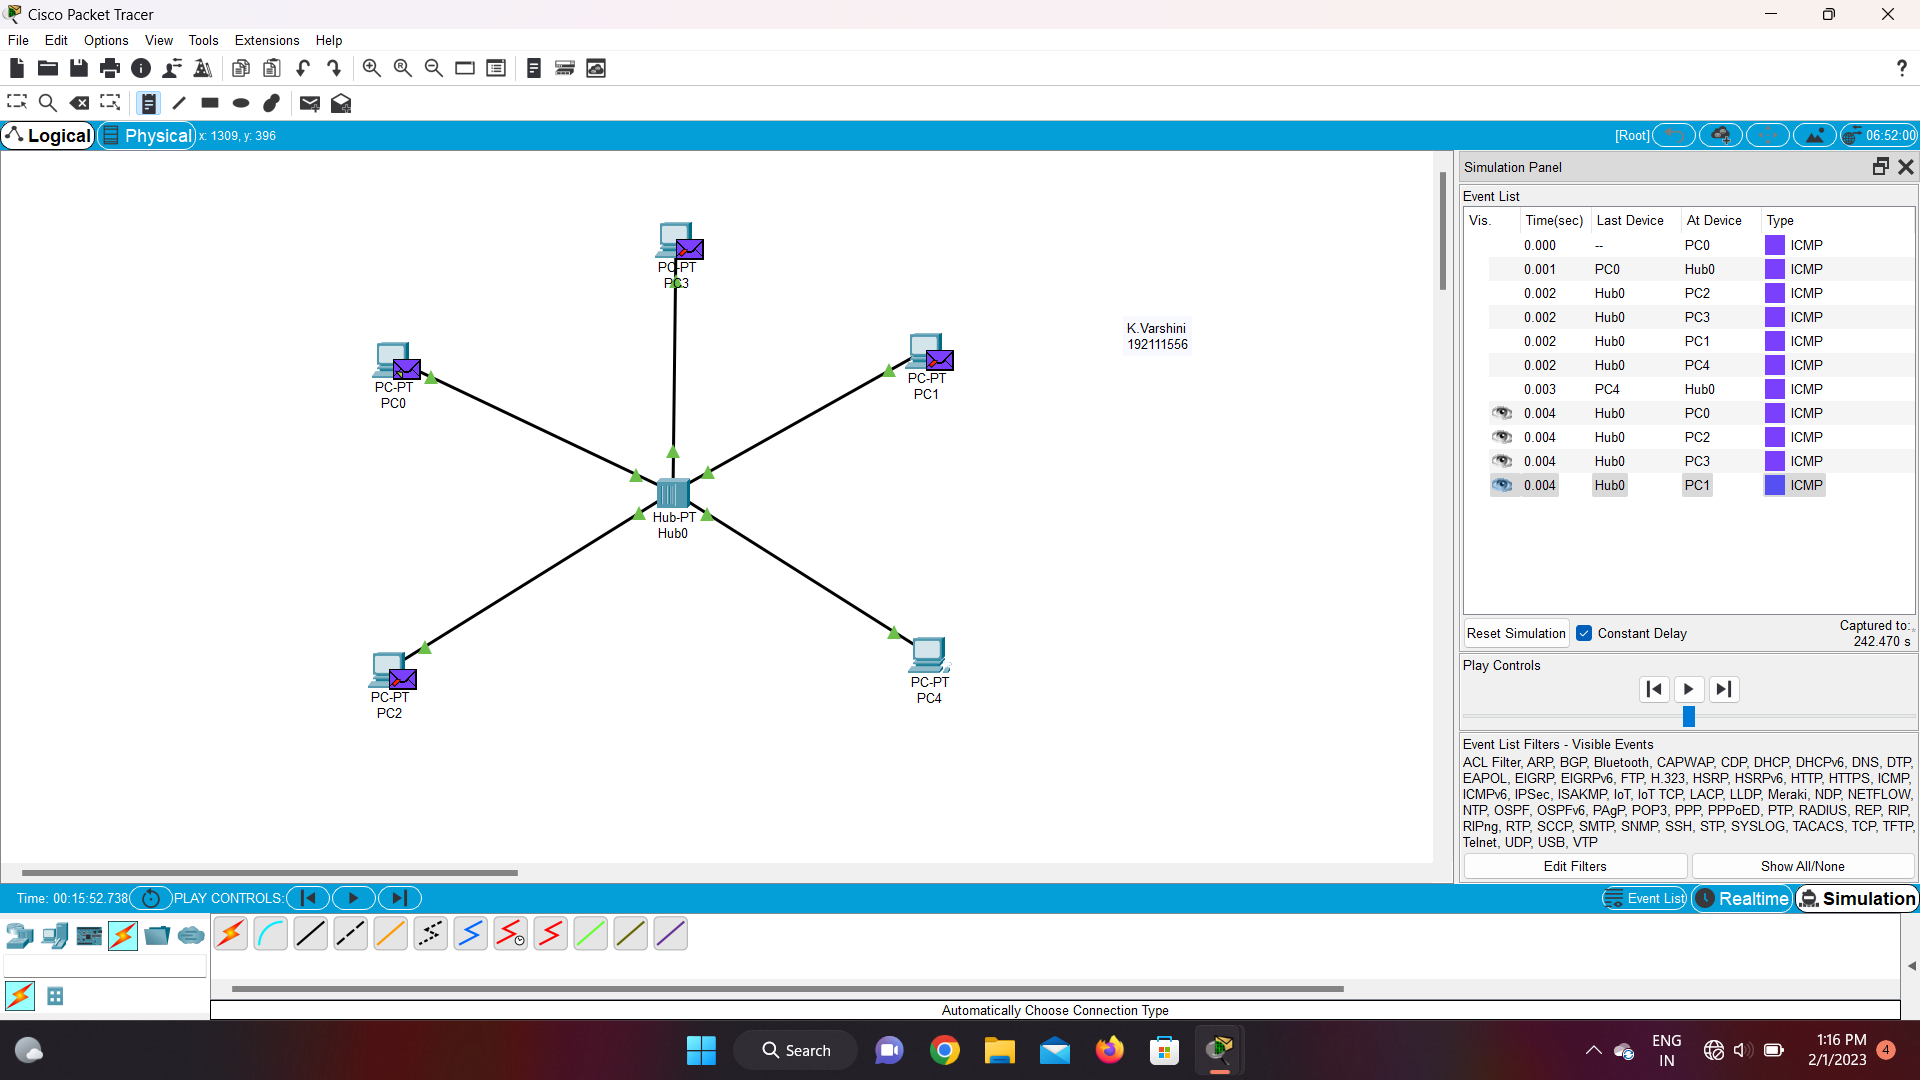 Cisco Packet Tracer
File Edit Options View Tools Extensions Help
Logical Physical x: 1309, y: 396 [Root] 06:52:00
PC-PT
PC3
PC-PT
PC0
PC-PT
PC1
K.Varshini
192111556
Hub-PT
Hub0
PC-PT
PC2
PC-PT
PC4
Simulation Panel
Event List
Vis. Time(sec) Last Device At Device Type
0.000 -- PC0 ICMP
0.001 PC0 Hub0 ICMP
0.002 Hub0 PC2 ICMP
0.002 Hub0 PC3 ICMP
0.002 Hub0 PC1 ICMP
0.002 Hub0 PC4 ICMP
0.003 PC4 Hub0 ICMP
0.004 Hub0 PC0 ICMP
0.004 Hub0 PC2 ICMP
0.004 Hub0 PC3 ICMP
0.004 Hub0 PC1 ICMP
Reset Simulation Constant Delay Captured to:
242.470 s
Play Controls
Event List Filters - Visible Events
ACL Filter, ARP, BGP, Bluetooth, CAPWAP, CDP, DHCP, DHCPv6, DNS, DTP,
EAPOL, EIGRP, EIGRPv6, FTP, H.323, HSRP, HSRPv6, HTTP, HTTPS, ICMP,
ICMPv6, IPSec, ISAKMP, IoT, IoT TCP, LACP, LLDP, Meraki, NDP, NETFLOW,
NTP, OSPF, OSPFv6, PAgP, POP3, PPP, PPPoED, PTP, RADIUS, REP, RIP,
RIPng, RTP, SCCP, SMTP, SNMP, SSH, STP, SYSLOG, TACACS, TCP, TFTP,
Telnet, UDP, USB, VTP
Edit Filters Show All/None
Time: 00:15:52.738 PLAY CONTROLS: Event List Realtime Simulation
Automatically Choose Connection Type
Search
ENG
IN
1:16 PM
2/1/2023
4